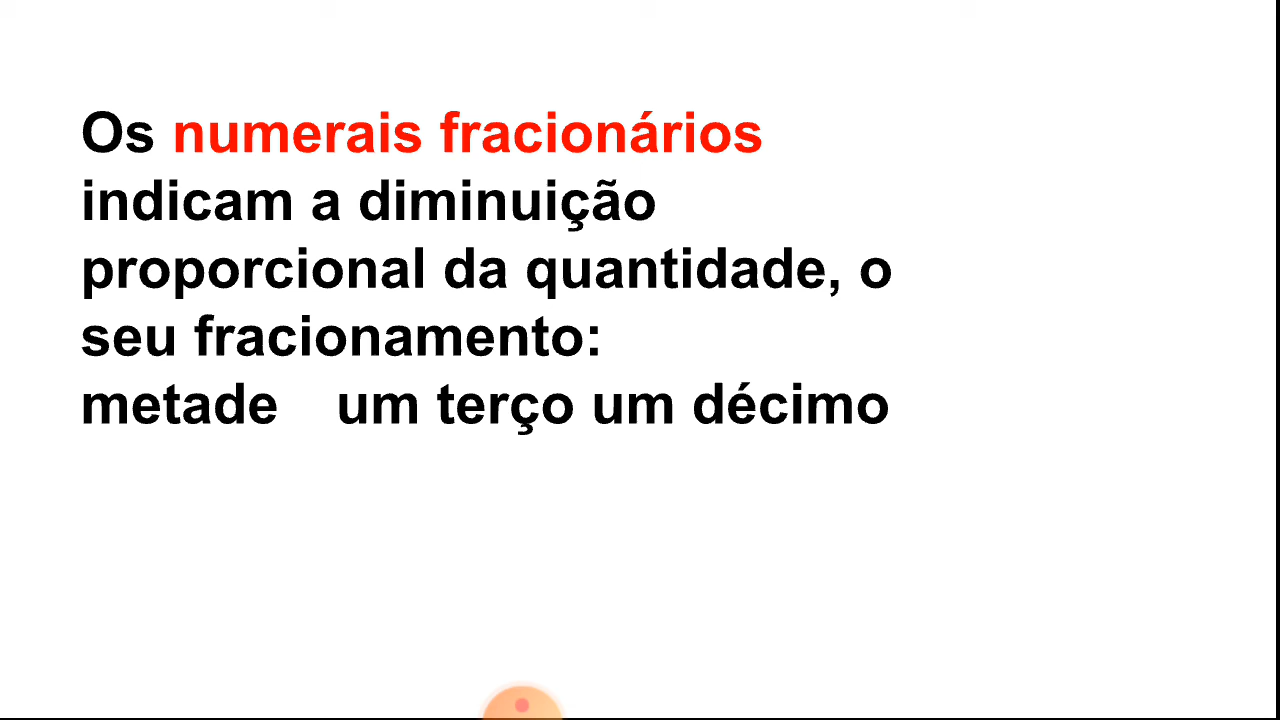 Os numerais fracionários
indicam a diminuição
proporcional da quantidade, o
seu fracionamento:
metade um terço um décimo